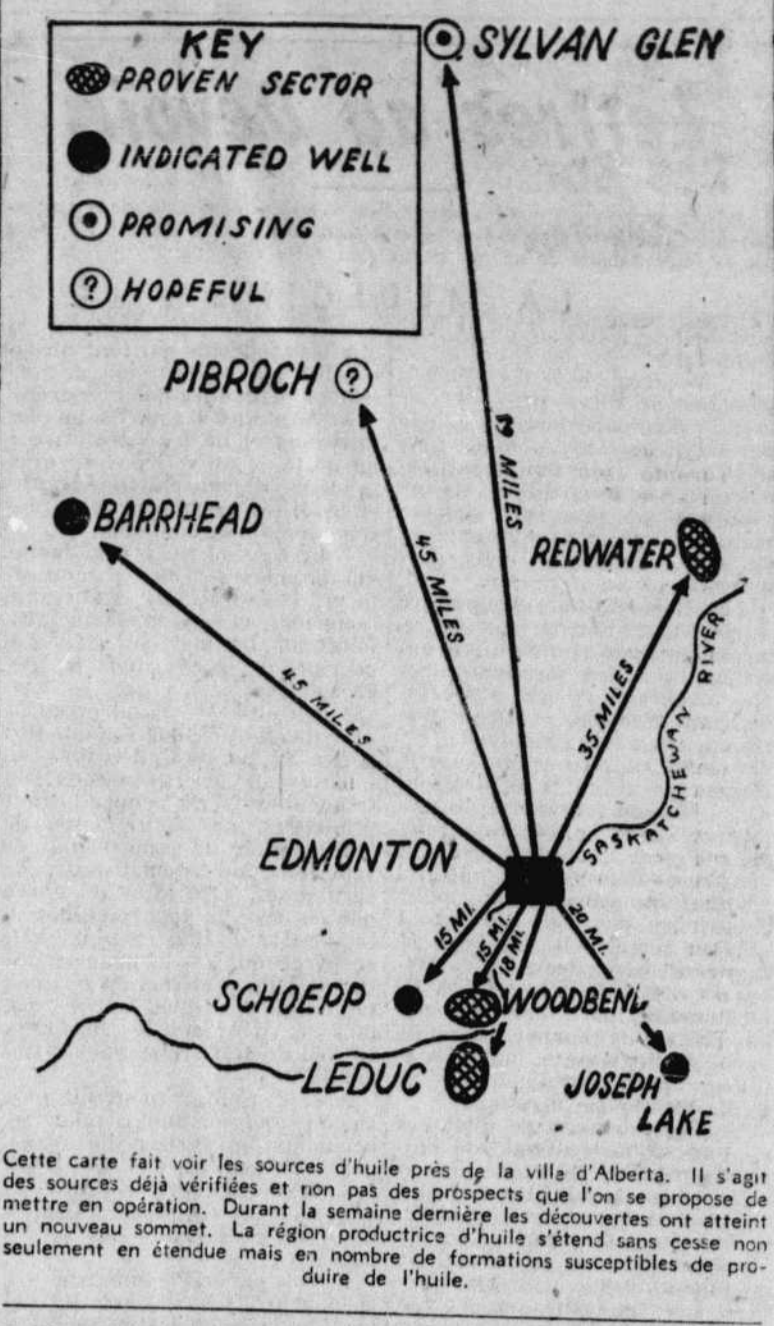 KEY
PROVEN SECTOR
INDICATED WELL
PROMISING
? HOPEFUL
SYLVAN GLEN
PIBROCH ?
MILES
BARRHEAD
45 MILES
REDWATER
45 MILES
35 MILES
SASKATCHEWAN RIVER
EDMONTON
15 MI.
15 MI.
18 MI.
20 MI.
SCHOEPP
WOODBEND
LEDUC
JOSEPH
LAKE
Cette carte fait voir les sources d'huile près de la ville d'Alberta. Il s'agit
des sources déjà vérifiées et non pas des prospects que l'on se propose de
mettre en opération. Durant la semaine dernière les découvertes ont atteint
un nouveau sommet. La région productrice d'huile s'étend sans cesse non
seulement en étendue mais en nombre de formations susceptibles de pro-
duire de l'huile.